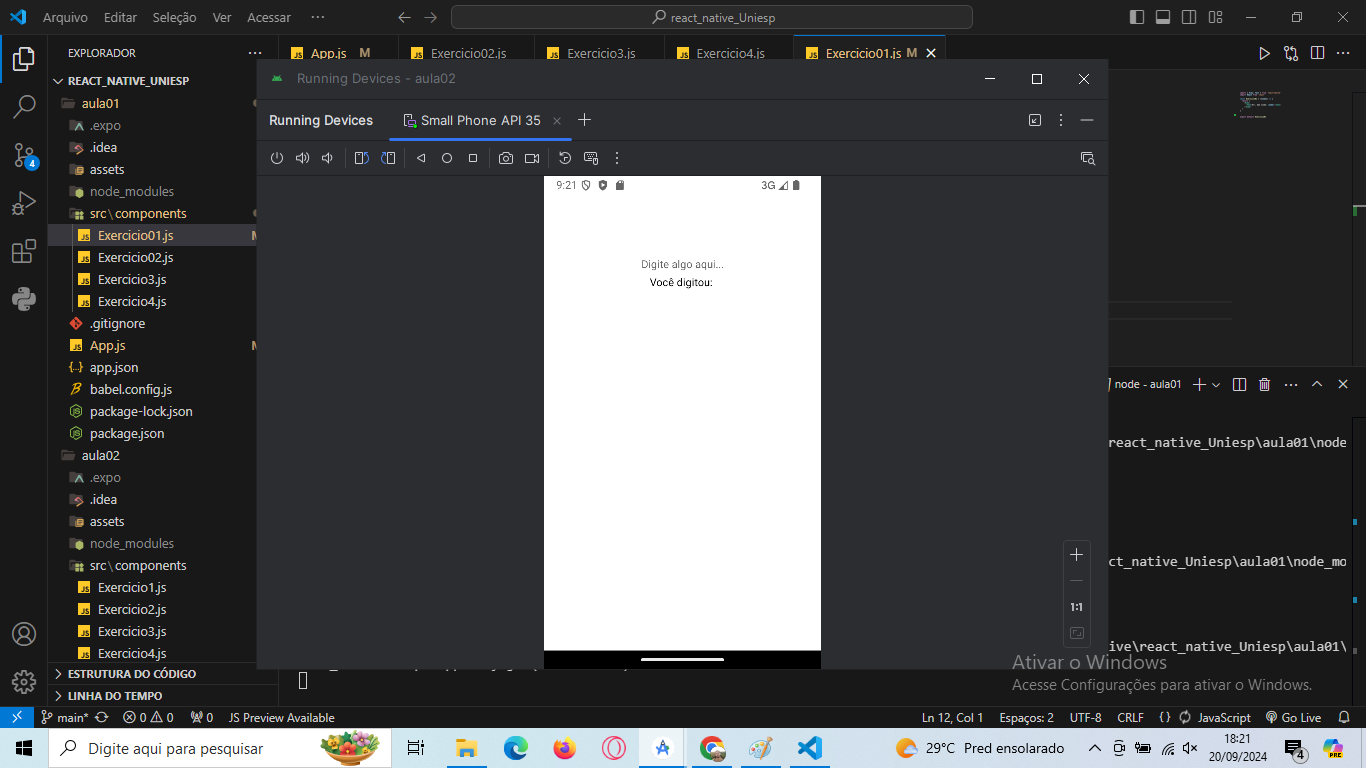 Arquivo Editar Seleção Ver Acessar ··· react_native_Uniesp
EXPLORADOR ··· App.js M Exercicio02.js Exercicio3.js Exercicio4.js Exercicio01.js M
REACT_NATIVE_UNIESP
aula01
.expo
.idea
assets
node_modules
src\components
Exercicio01.js M
Exercicio02.js
Exercicio3.js
Exercicio4.js
.gitignore
App.js M
app.json
babel.config.js
package-lock.json
package.json
aula02
.expo
.idea
assets
node_modules
src\components
Exercicio1.js
Exercicio2.js
Exercicio3.js
Exercicio4.js
ESTRUTURA DO CÓDIGO
LINHA DO TEMPO
4
Running Devices - aula02
Running Devices Small Phone API 35
9:21 3G
Digite algo aqui...
Você digitou:
1:1
node - aula01
react_native_Uniesp\aula01\node
ct_native_Uniesp\aula01\node_mo
ive\react_native_Uniesp\aula01\
Ativar o Windows
Acesse Configurações para ativar o Windows.
main* 0 0 0 JS Preview Available Ln 12, Col 1 Espaços: 2 UTF-8 CRLF {} JavaScript Go Live
Digite aqui para pesquisar 29°C Pred ensolarado 18:21
20/09/2024 4 PRE